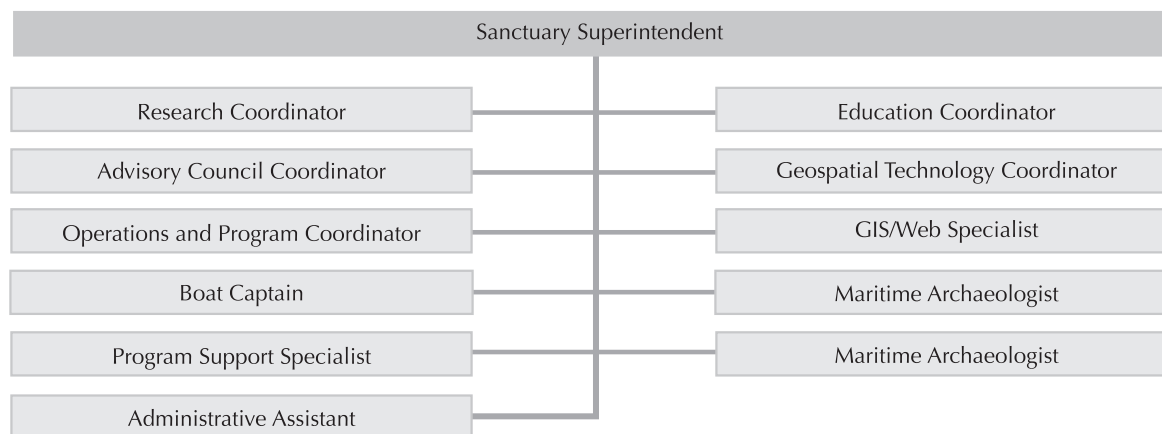 Sanctuary Superintendent
Research Coordinator
Education Coordinator
Advisory Council Coordinator
Geospatial Technology Coordinator
Operations and Program Coordinator
GIS/Web Specialist
Boat Captain
Maritime Archaeologist
Program Support Specialist
Maritime Archaeologist
Administrative Assistant